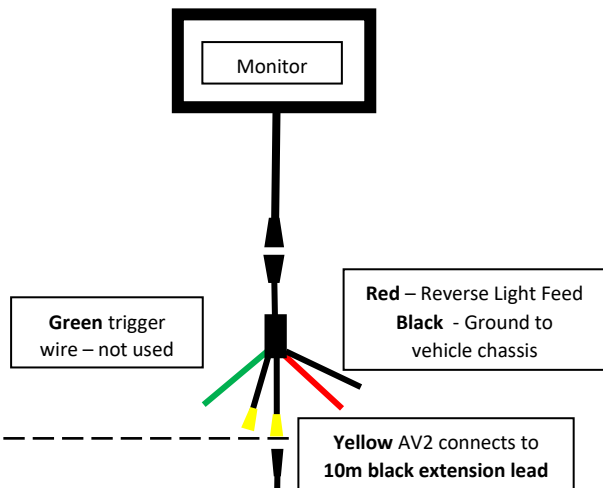 Monitor
Green trigger
wire – not used
Red – Reverse Light Feed
Black - Ground to
vehicle chassis
Yellow AV2 connects to
10m black extension lead